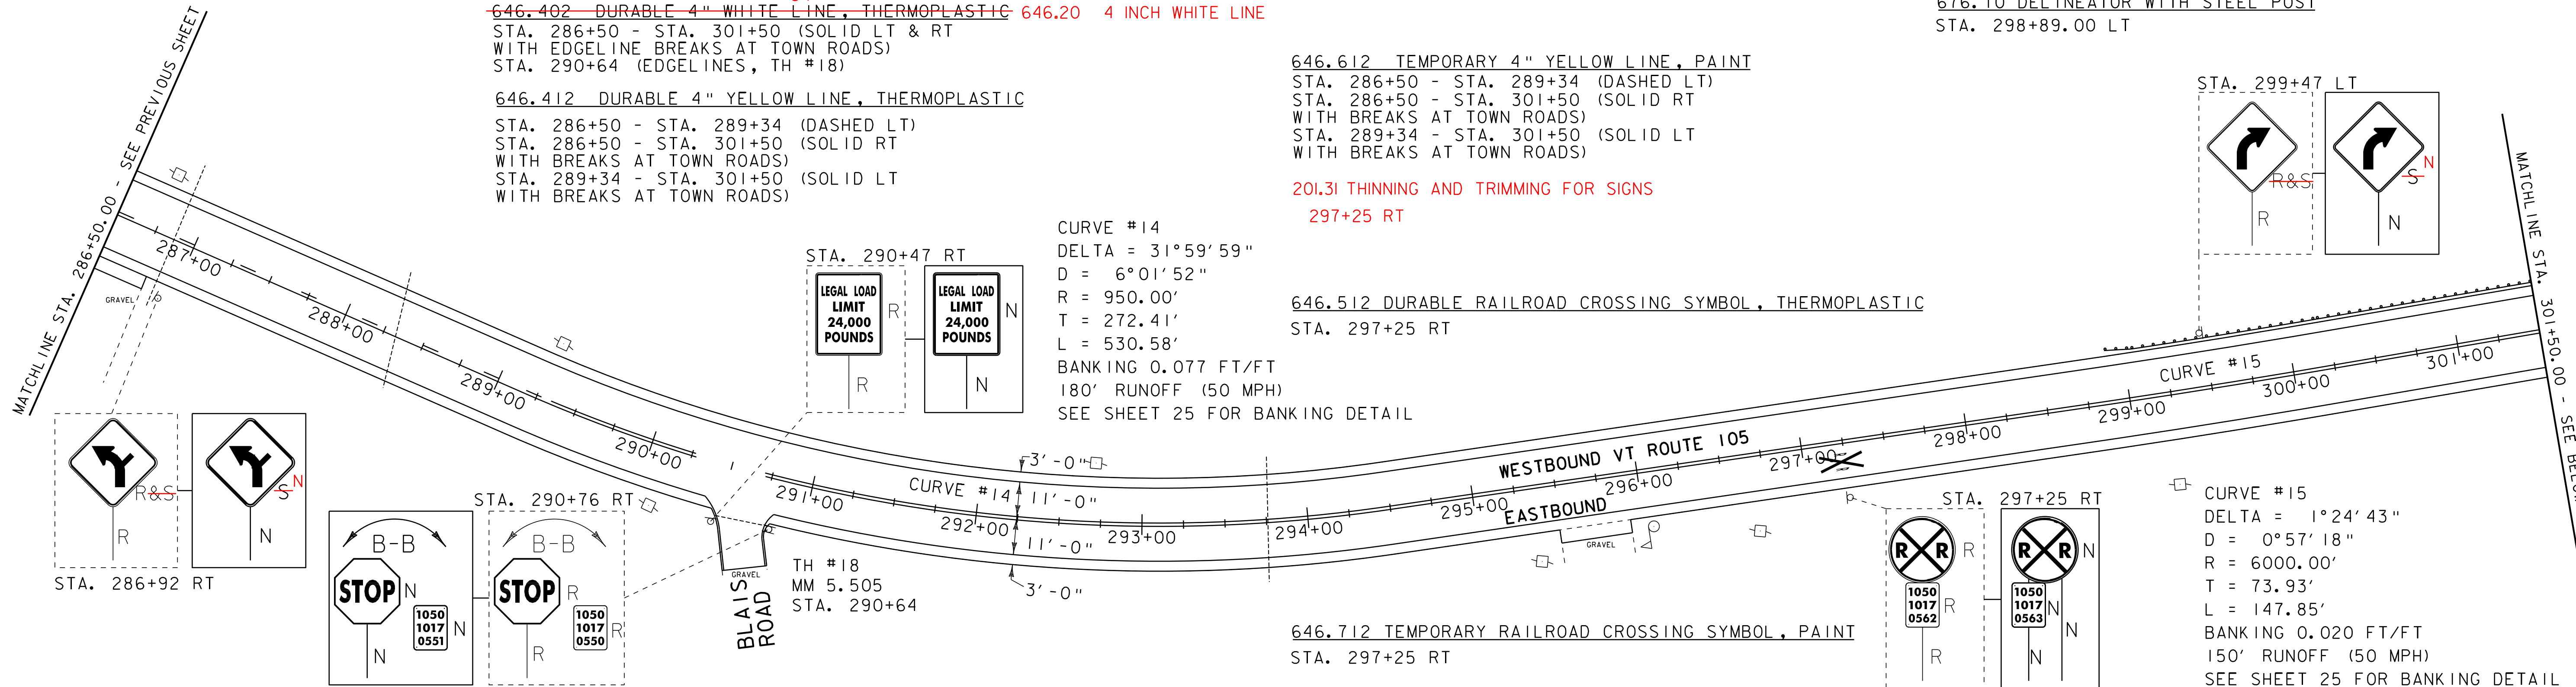 646.402 DURABLE 4" WHITE LINE, THERMOPLASTIC 646.20 4 INCH WHITE LINE
STA. 286+50 - STA. 301+50 (SOLID LT & RT
WITH EDGELINE BREAKS AT TOWN ROADS)
STA. 290+64 (EDGELINES, TH #18)
646.412 DURABLE 4" YELLOW LINE, THERMOPLASTIC
STA. 286+50 - STA. 289+34 (DASHED LT)
STA. 286+50 - STA. 301+50 (SOLID RT
WITH BREAKS AT TOWN ROADS)
STA. 289+34 - STA. 301+50 (SOLID LT
WITH BREAKS AT TOWN ROADS)
646.612 TEMPORARY 4" YELLOW LINE, PAINT
STA. 286+50 - STA. 289+34 (DASHED LT)
STA. 286+50 - STA. 301+50 (SOLID RT
WITH BREAKS AT TOWN ROADS)
STA. 289+34 - STA. 301+50 (SOLID LT
WITH BREAKS AT TOWN ROADS)
201.31 THINNING AND TRIMMING FOR SIGNS
297+25 RT
676.10 DELINEATOR WITH STEEL POST
STA. 298+89.00 LT
STA. 299+47 LT
R&S
R
S
N
N
MATCHLINE STA. 286+50.00 - SEE PREVIOUS SHEET
MATCHLINE STA. 301+50.00 - SEE BELOW
CURVE #14
DELTA = 31°59'59"
D = 6°01'52"
R = 950.00'
T = 272.41'
L = 530.58'
BANKING 0.077 FT/FT
180' RUNOFF (50 MPH)
SEE SHEET 25 FOR BANKING DETAIL
646.512 DURABLE RAILROAD CROSSING SYMBOL, THERMOPLASTIC
STA. 297+25 RT
STA. 290+47 RT
LEGAL LOAD
LIMIT
24,000
POUNDS
R
R
LEGAL LOAD
LIMIT
24,000
POUNDS
N
N
GRAVEL
287+00
288+00
289+00
290+00
291+00
292+00
293+00
294+00
295+00
296+00
297+00
298+00
299+00
300+00
301+00
CURVE #14
CURVE #15
WESTBOUND VT ROUTE 105
EASTBOUND
3'-0"
11'-0"
11'-0"
3'-0"
GRAVEL
R&S
R
S
N
N
STA. 286+92 RT
STA. 290+76 RT
B-B
STOP
N
1050
1017
0551
N
N
B-B
STOP
R
1050
1017
0550
R
R
GRAVEL
BLAIS
ROAD
TH #18
MM 5.505
STA. 290+64
646.712 TEMPORARY RAILROAD CROSSING SYMBOL, PAINT
STA. 297+25 RT
STA. 297+25 RT
R R
R
1050
1017
0562
R
R
R R
N
1050
1017
0563
N
N
N
CURVE #15
DELTA = 1°24'43"
D = 0°57'18"
R = 6000.00'
T = 73.93'
L = 147.85'
BANKING 0.020 FT/FT
150' RUNOFF (50 MPH)
SEE SHEET 25 FOR BANKING DETAIL